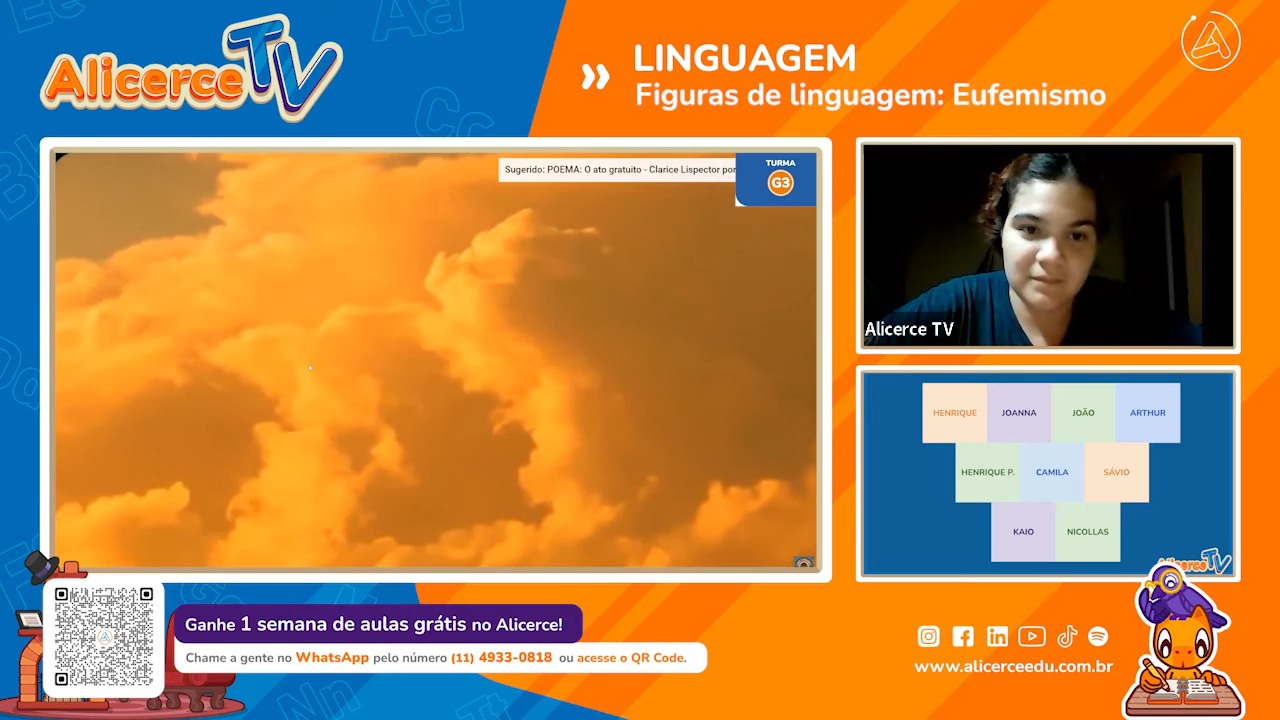 Alicerce TV
LINGUAGEM
Figuras de linguagem: Eufemismo
Sugerido: POEMA: O ato gratuito - Clarice Lispector por
TURMA
G3
Alicerce TV
HENRIQUE
JOANNA
JOÃO
ARTHUR
HENRIQUE P.
CAMILA
SÁVIO
KAIO
NICOLLAS
Ganhe 1 semana de aulas grátis no Alicerce!
Chame a gente no WhatsApp pelo número (11) 4933-0818 ou acesse o QR Code.
www.alicerceedu.com.br